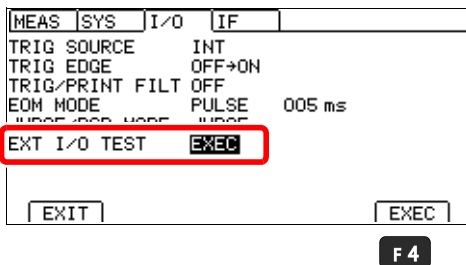 MEAS SYS I/O IF
TRIG SOURCE INT
TRIG EDGE OFF→ON
TRIG/PRINT FILT OFF
EOM MODE PULSE 005 ms
EXT I/O TEST EXEC
EXIT EXEC
F4